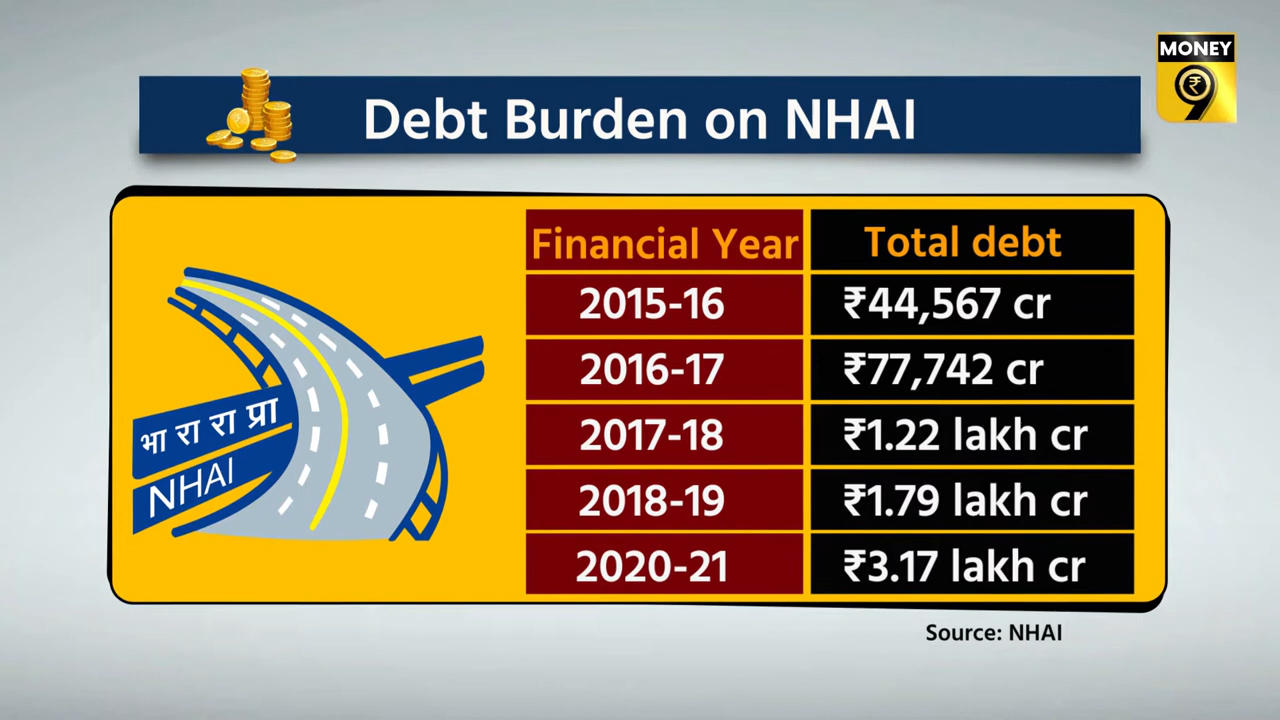 MONEY
9
Debt Burden on NHAI
भा रा रा प्रा
NHAI
Financial Year Total debt
2015-16 ₹44,567 cr
2016-17 ₹77,742 cr
2017-18 ₹1.22 lakh cr
2018-19 ₹1.79 lakh cr
2020-21 ₹3.17 lakh cr
Source: NHAI